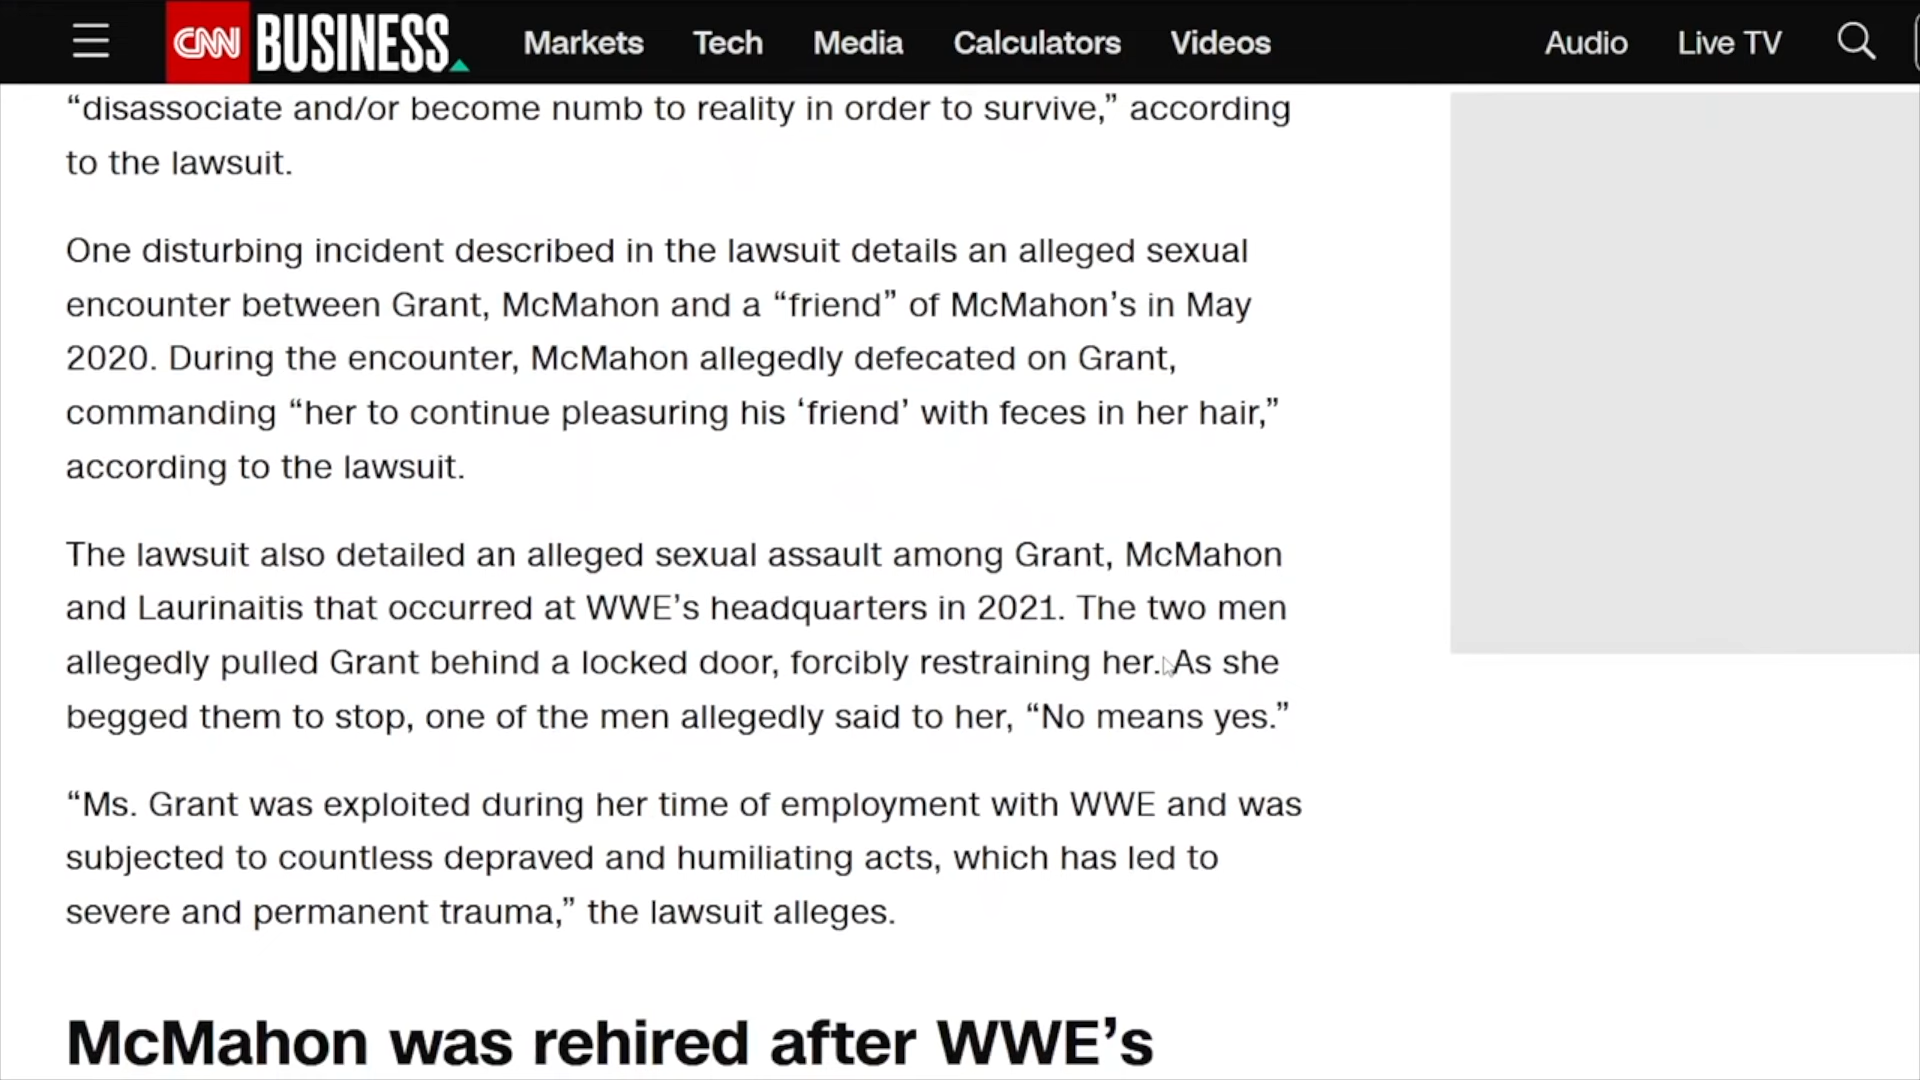 CNN BUSINESS Markets Tech Media Calculators Videos Audio Live TV
“disassociate and/or become numb to reality in order to survive,” according
to the lawsuit.
One disturbing incident described in the lawsuit details an alleged sexual
encounter between Grant, McMahon and a “friend” of McMahon’s in May
2020. During the encounter, McMahon allegedly defecated on Grant,
commanding “her to continue pleasuring his ‘friend’ with feces in her hair,”
according to the lawsuit.
The lawsuit also detailed an alleged sexual assault among Grant, McMahon
and Laurinaitis that occurred at WWE’s headquarters in 2021. The two men
allegedly pulled Grant behind a locked door, forcibly restraining her. As she
begged them to stop, one of the men allegedly said to her, “No means yes.”
“Ms. Grant was exploited during her time of employment with WWE and was
subjected to countless depraved and humiliating acts, which has led to
severe and permanent trauma,” the lawsuit alleges.
McMahon was rehired after WWE’s